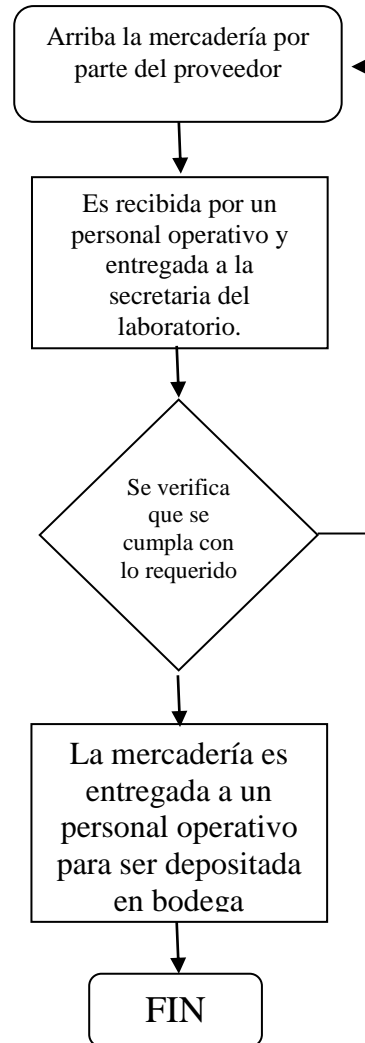 Arriba la mercadería por
parte del proveedor
Es recibida por un
personal operativo y
entregada a la
secretaria del
laboratorio.
Se verifica
que se
cumpla con
lo requerido
La mercadería es
entregada a un
personal operativo
para ser depositada
en bodega
FIN